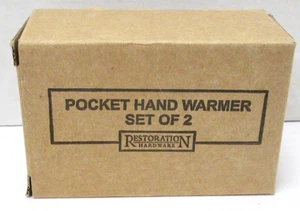 POCKET HAND WARMER
SET OF 2
RESTORATION
HARDWARE